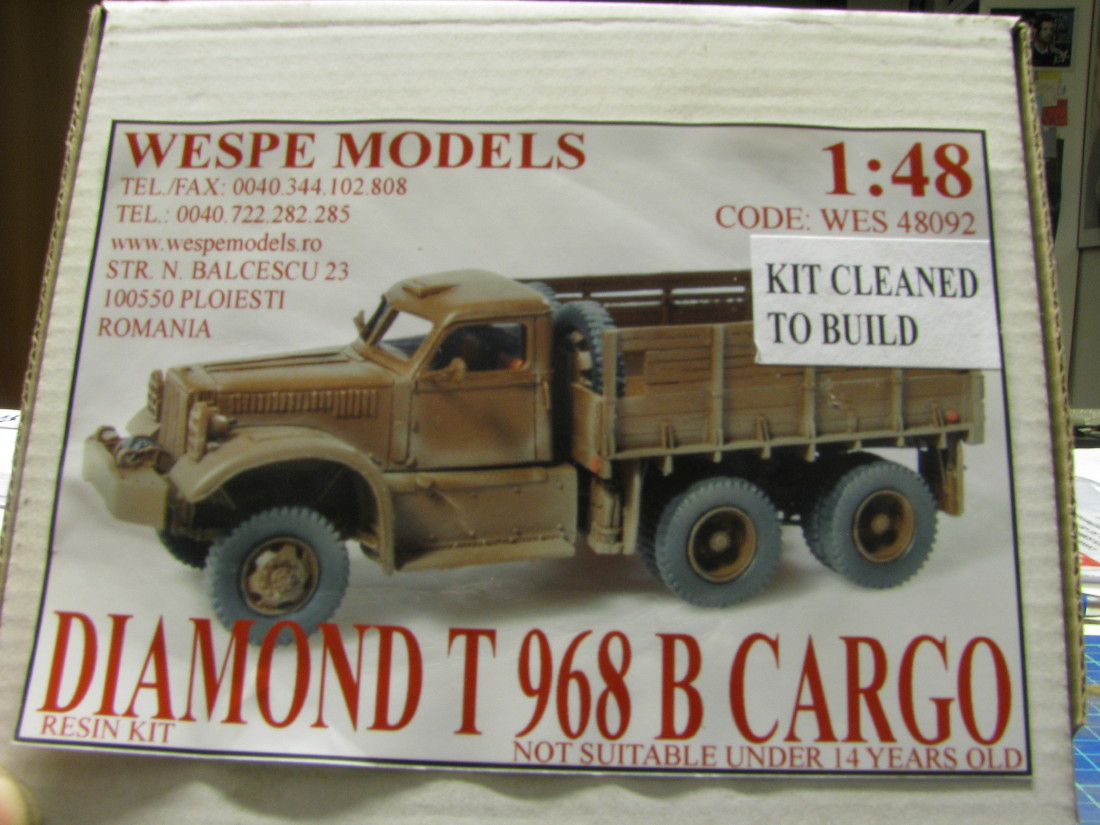 WESPE MODELS
TEL./FAX: 0040.344.102.808
TEL.: 0040.722.282.285
www.wespemodels.ro
STR. N. BALCESCU 23
100550 PLOIESTI
ROMANIA
1:48
CODE: WES 48092
KIT CLEANED
TO BUILD
DIAMOND T 968 B CARGO
RESIN KIT
NOT SUITABLE UNDER 14 YEARS OLD